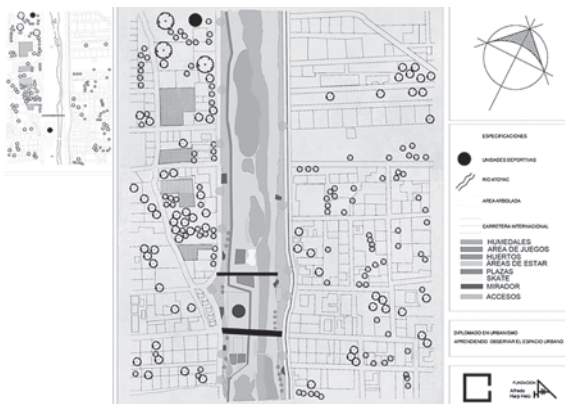 ESPECIFICACIONES
UNIDADES DEPORTIVAS
RIO ATOYAC
AREA ARBOLADA
CARRETERA INTERNACIONAL
HUMEDALES
AREA DE JUEGOS
HUERTOS
ÁREAS DE ESTAR
PLAZAS
SKATE
MIRADOR
ACCESOS
DIPLOMADO EN URBANISMO
APRENDIENDO OBSERVAR EL ESPACIO URBANO
FUNDACIÓN
Alfredo
Harp Helú